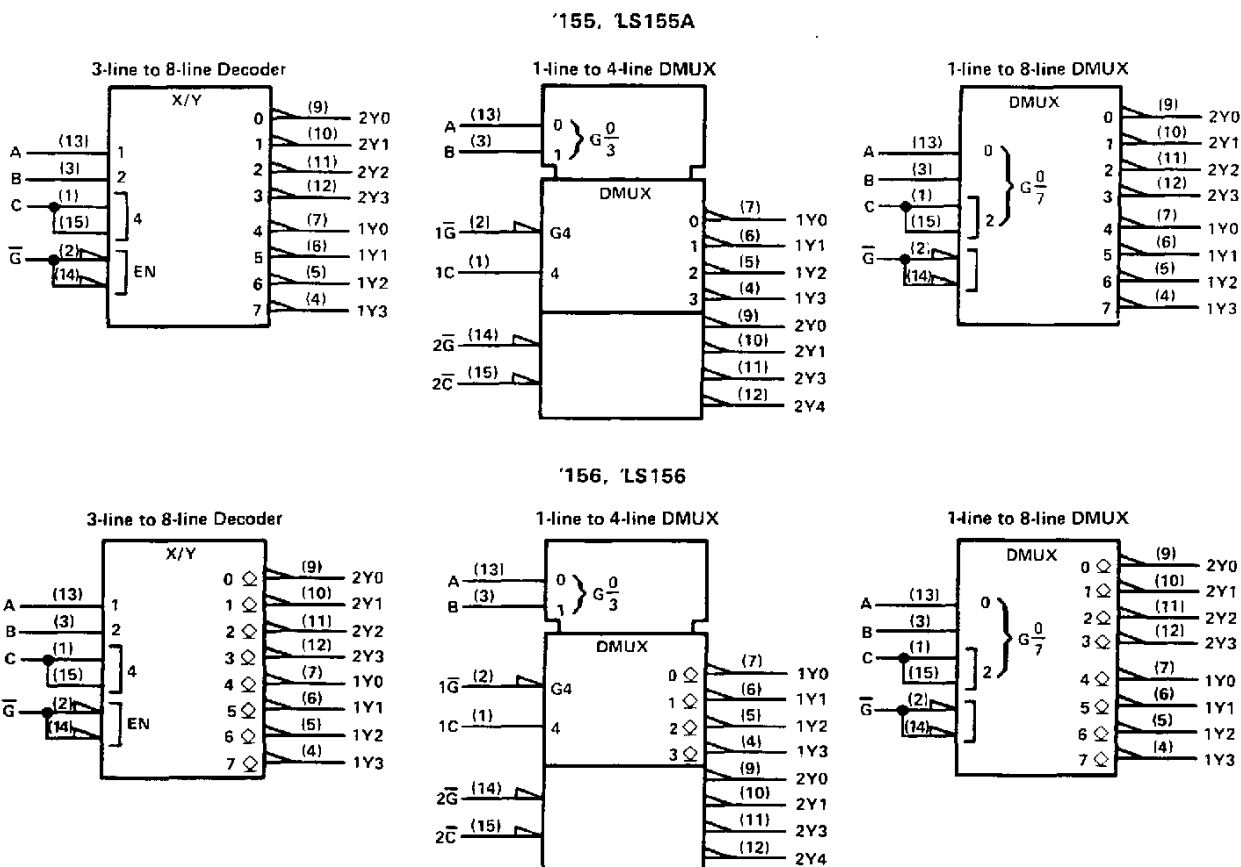 '155, 'LS155A
3-line to 8-line Decoder
X/Y
A (13) 1
B (3) 2
C (1)
(15) 4
G̅ (2)
(14) EN
0 (9) 2Y0
1 (10) 2Y1
2 (11) 2Y2
3 (12) 2Y3
4 (7) 1Y0
5 (6) 1Y1
6 (5) 1Y2
7 (4) 1Y3
1-line to 4-line DMUX
A (13) 0
B (3) 1
} G 0/3
DMUX
1G̅ (2) G4
1C (1) 4
2G̅ (14)
2C̅ (15)
0 (7) 1Y0
1 (6) 1Y1
2 (5) 1Y2
3 (4) 1Y3
(9) 2Y0
(10) 2Y1
(11) 2Y3
(12) 2Y4
1-line to 8-line DMUX
DMUX
A (13) 0
B (3)
C (1)
(15) 2
} G 0/7
G̅ (2)
(14)
0 (9) 2Y0
1 (10) 2Y1
2 (11) 2Y2
3 (12) 2Y3
4 (7) 1Y0
5 (6) 1Y1
6 (5) 1Y2
7 (4) 1Y3
'156, 'LS156
3-line to 8-line Decoder
X/Y
A (13) 1
B (3) 2
C (1)
(15) 4
G̅ (2)
(14) EN
0 (9) 2Y0
1 (10) 2Y1
2 (11) 2Y2
3 (12) 2Y3
4 (7) 1Y0
5 (6) 1Y1
6 (5) 1Y2
7 (4) 1Y3
1-line to 4-line DMUX
A (13) 0
B (3) 1
} G 0/3
DMUX
1G̅ (2) G4
1C (1) 4
2G̅ (14)
2C̅ (15)
0 (7) 1Y0
1 (6) 1Y1
2 (5) 1Y2
3 (4) 1Y3
(9) 2Y0
(10) 2Y1
(11) 2Y3
(12) 2Y4
1-line to 8-line DMUX
DMUX
A (13) 0
B (3)
C (1)
(15) 2
} G 0/7
G̅ (2)
(14)
0 (9) 2Y0
1 (10) 2Y1
2 (11) 2Y2
3 (12) 2Y3
4 (7) 1Y0
5 (6) 1Y1
6 (5) 1Y2
7 (4) 1Y3